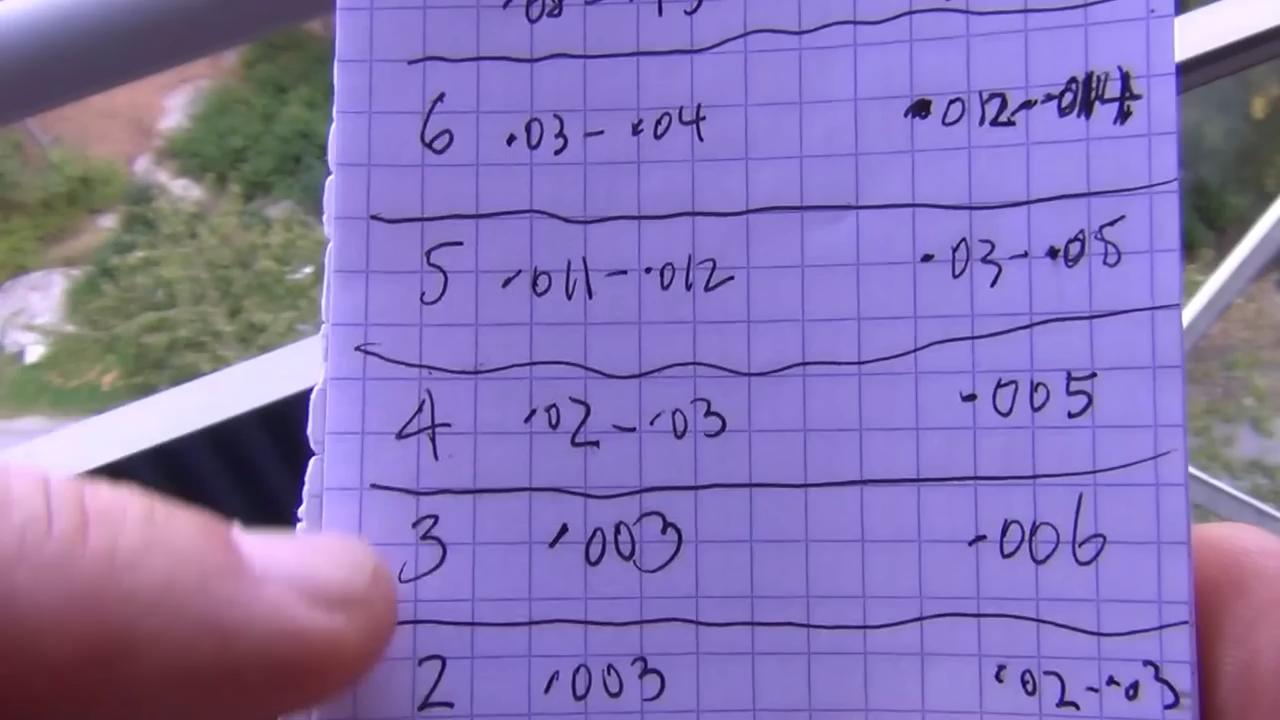 6 .03 - .04 .012 -
5 .011 - .012 .03 - .05
4 .02 - .03 .005
3 .003 .006
2 .003 .02 - .03